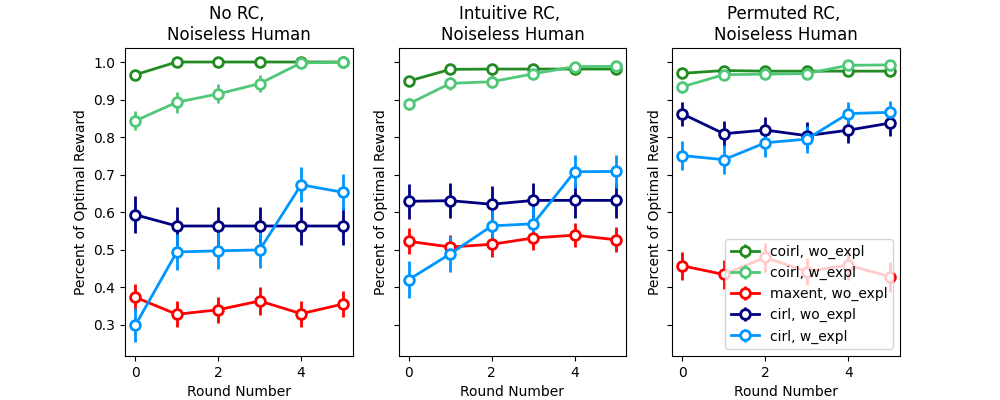 No RC,
Noiseless Human
Intuitive RC,
Noiseless Human
Permuted RC,
Noiseless Human
Percent of Optimal Reward
1.0
0.9
0.8
0.7
0.6
0.5
0.4
0.3
0
2
4
Round Number
Percent of Optimal Reward
0
2
4
Round Number
Percent of Optimal Reward
0
2
4
Round Number
coirl, wo_expl
coirl, w_expl
maxent, wo_expl
cirl, wo_expl
cirl, w_expl